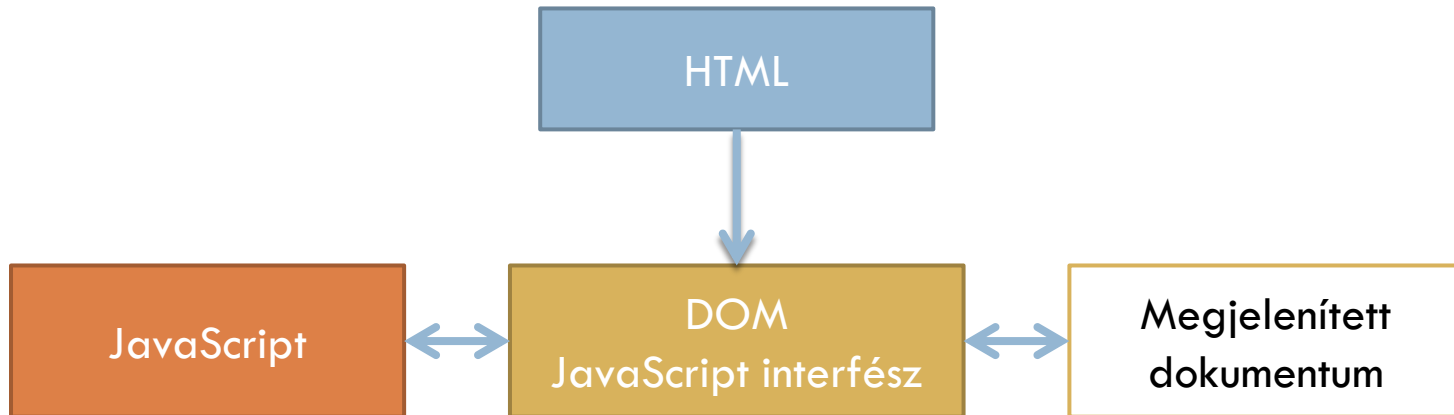 HTML
JavaScript
DOM
JavaScript interfész
Megjelenített
dokumentum